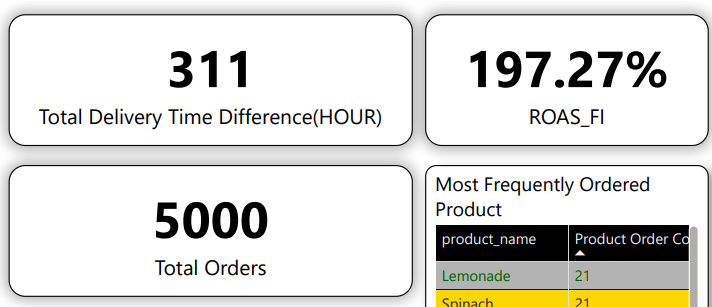 311
Total Delivery Time Difference(HOUR)
197.27%
ROAS_FI
5000
Total Orders
Most Frequently Ordered
Product
product_name Product Order Co
Lemonade 21
Spinach 21